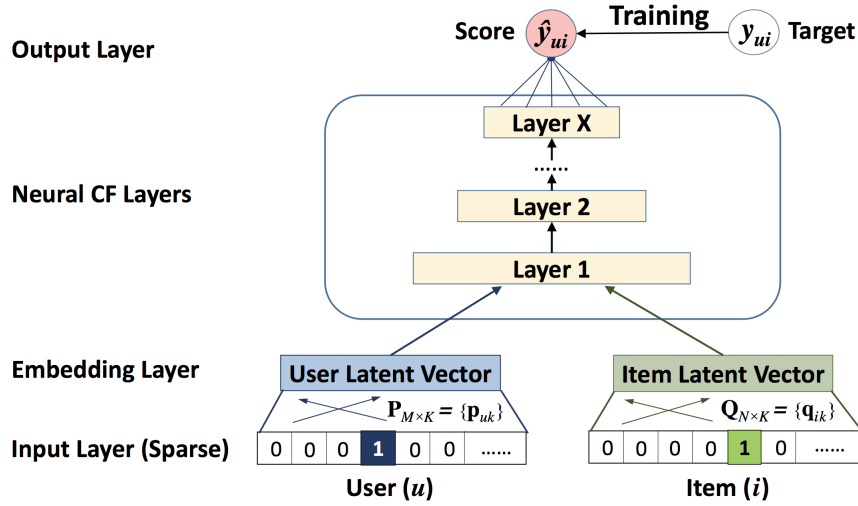 Output Layer
Score
ŷui
Training
yui
Target
Neural CF Layers
Layer X
......
Layer 2
Layer 1
Embedding Layer
User Latent Vector
Item Latent Vector
PM×K = {puk}
QN×K = {qik}
Input Layer (Sparse)
0 0 0 1 0 0 ......
0 0 0 0 1 0 ......
User (u)
Item (i)